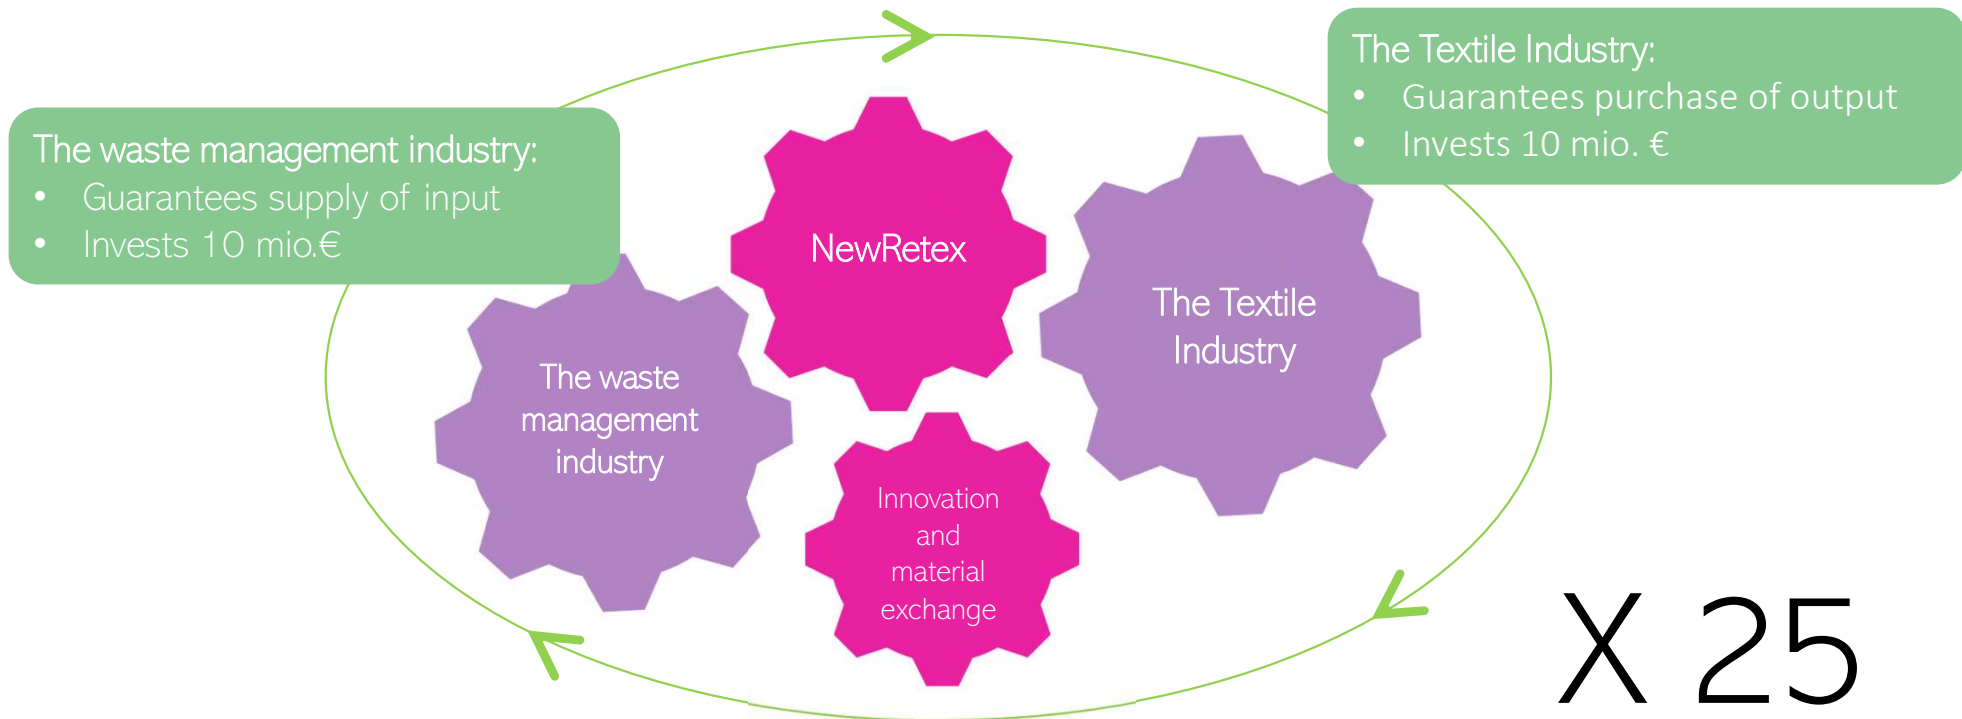 The waste management industry:
• Guarantees supply of input
• Invests 10 mio.€
The Textile Industry:
• Guarantees purchase of output
• Invests 10 mio. €
NewRetex
The Textile
Industry
The waste
management
industry
Innovation
and
material
exchange
X 25